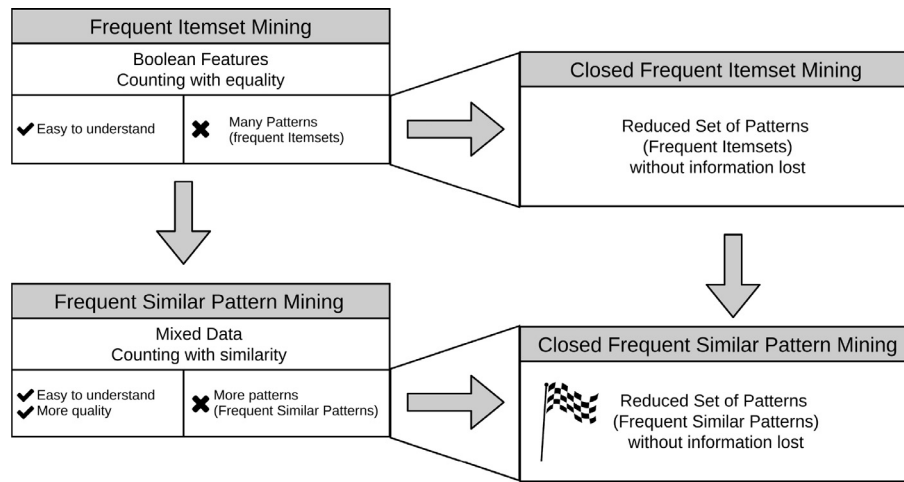 Frequent Itemset Mining
Boolean Features
Counting with equality
Easy to understand
Many Patterns
(frequent Itemsets)
Closed Frequent Itemset Mining
Reduced Set of Patterns
(Frequent Itemsets)
without information lost
Frequent Similar Pattern Mining
Mixed Data
Counting with similarity
Easy to understand
More quality
More patterns
(Frequent Similar Patterns)
Closed Frequent Similar Pattern Mining
Reduced Set of Patterns
(Frequent Similar Patterns)
without information lost